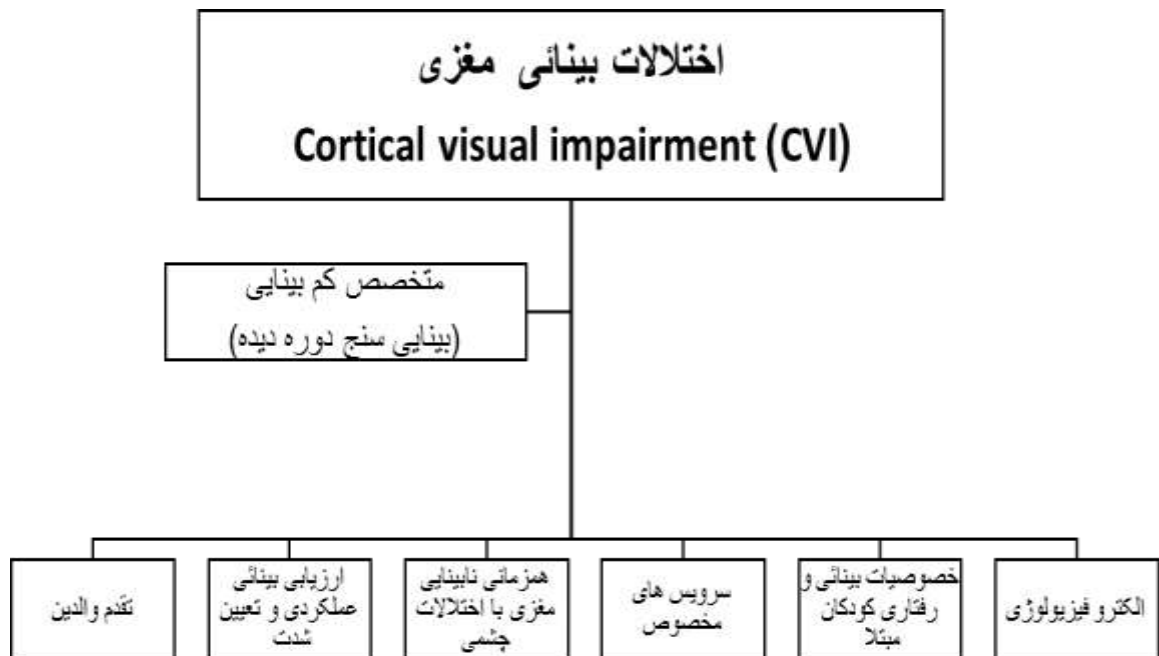 اختلالات بینائی مغزی
Cortical visual impairment (CVI)
متخصص کم بینایی
(بینایی سنج دوره دیده)
الکترو فیزیولوژی
خصوصیات بینائی و
رفتاری کودکان
مبتلا
سرویس های
مخصوص
همزمانی نابینایی
مغزی با اختلالات
چشمی
ارزیابی بینائی
عملکردی و تعیین
شدت
تقدم والدین